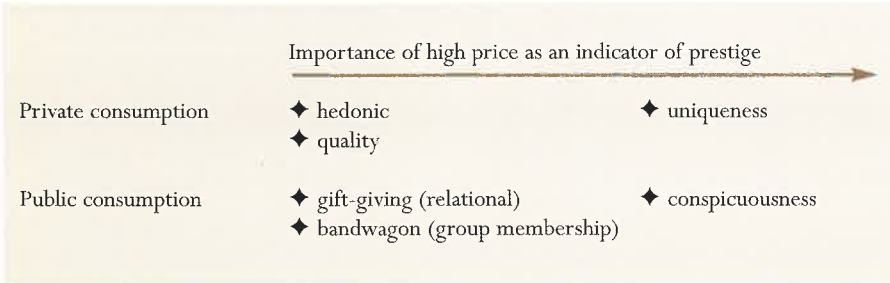 Importance of high price as an indicator of prestige
Private consumption ✦ hedonic ✦ uniqueness
✦ quality
Public consumption ✦ gift-giving (relational) ✦ conspicuousness
✦ bandwagon (group membership)